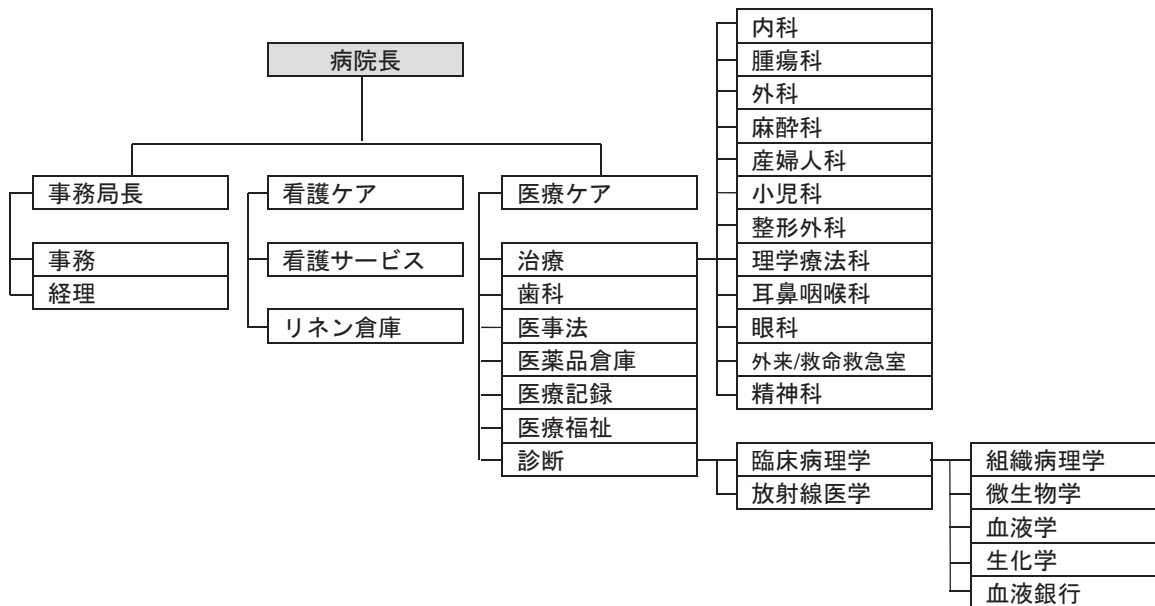 病院長
事務局長
事務
経理
看護ケア
看護サービス
リネン倉庫
医療ケア
治療
歯科
医事法
医薬品倉庫
医療記録
医療福祉
診断
内科
腫瘍科
外科
麻酔科
産婦人科
小児科
整形外科
理学療法科
耳鼻咽喉科
眼科
外来/救命救急室
精神科
臨床病理学
放射線医学
組織病理学
微生物学
血液学
生化学
血液銀行